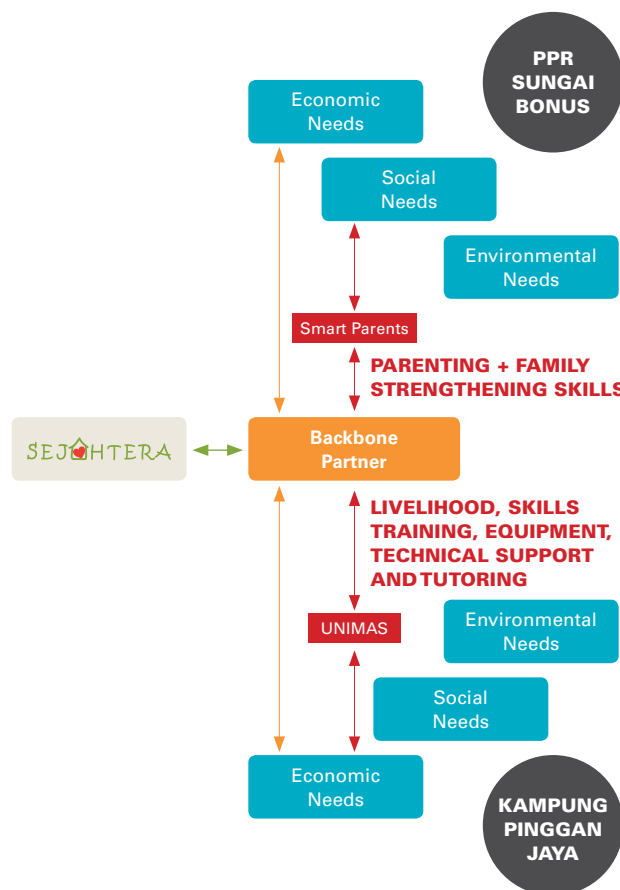 PPR
SUNGAI
BONUS
Economic
Needs
Social
Needs
Environmental
Needs
Smart Parents
PARENTING + FAMILY
STRENGTHENING SKILLS
SEJAHTERA
Backbone
Partner
LIVELIHOOD, SKILLS
TRAINING, EQUIPMENT,
TECHNICAL SUPPORT
AND TUTORING
UNIMAS
Environmental
Needs
Social
Needs
Economic
Needs
KAMPUNG
PINGGAN
JAYA